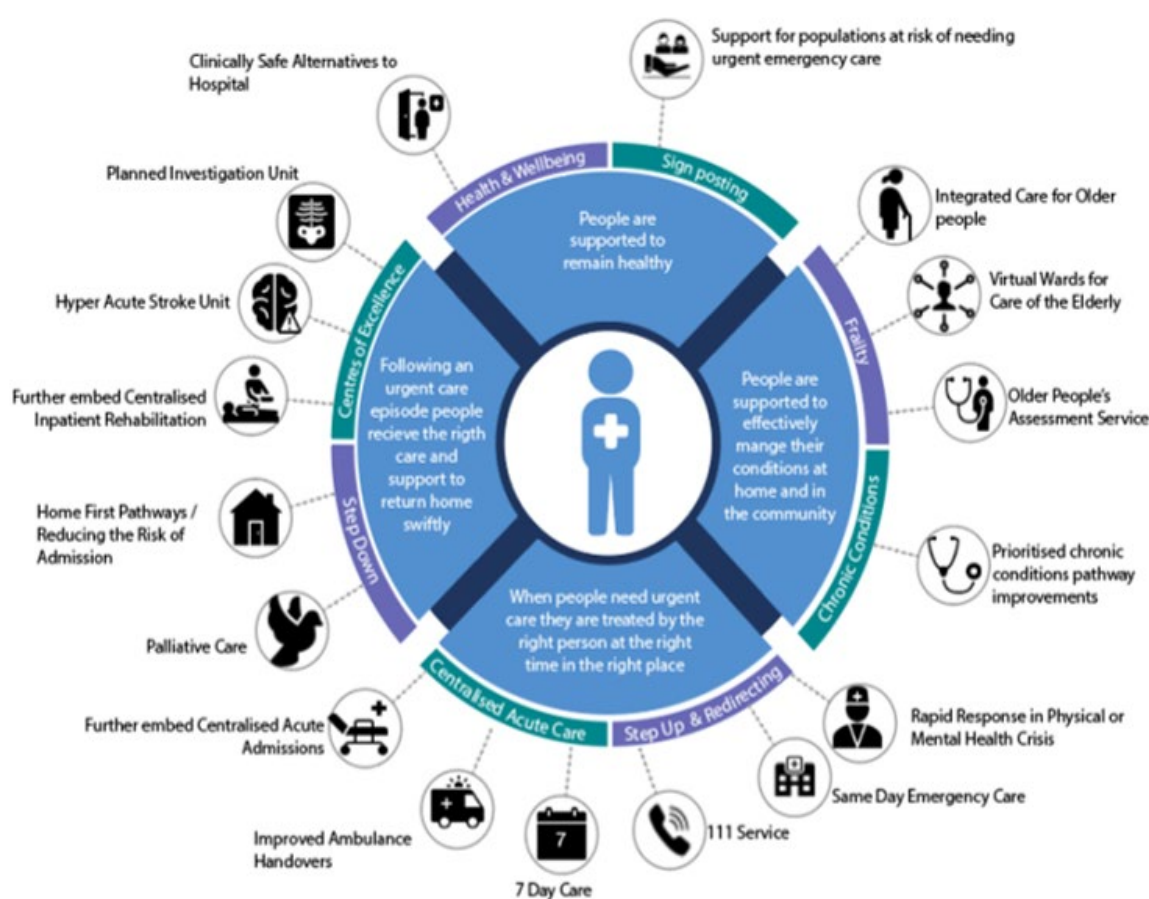 Clinically Safe Alternatives to
Hospital
Support for populations at risk of needing
urgent emergency care
Planned Investigation Unit
Hyper Acute Stroke Unit
Further embed Centralised
Inpatient Rehabilitation
Home First Pathways /
Reducing the Risk of
Admission
Palliative Care
Further embed Centralised Acute
Admissions
Improved Ambulance
Handovers
7
7 Day Care
111 Service
Same Day Emergency Care
Rapid Response in Physical or
Mental Health Crisis
Prioritised chronic
conditions pathway
improvements
Older People's
Assessment Service
Virtual Wards for
Care of the Elderly
Integrated Care for Older
people
Health & Wellbeing
Sign posting
Frailty
Chronic Conditions
Step Up & Redirecting
Centralised Acute Care
Step Down
Centres of Excellence
People are
supported to
remain healthy
People are
supported to
effectively
mange their
conditions at
home and in
the community
When people need urgent
care they are treated by the
right person at the right
time in the right place
Following an
urgent care
episode people
recieve the rigth
care and
support to
return home
swiftly